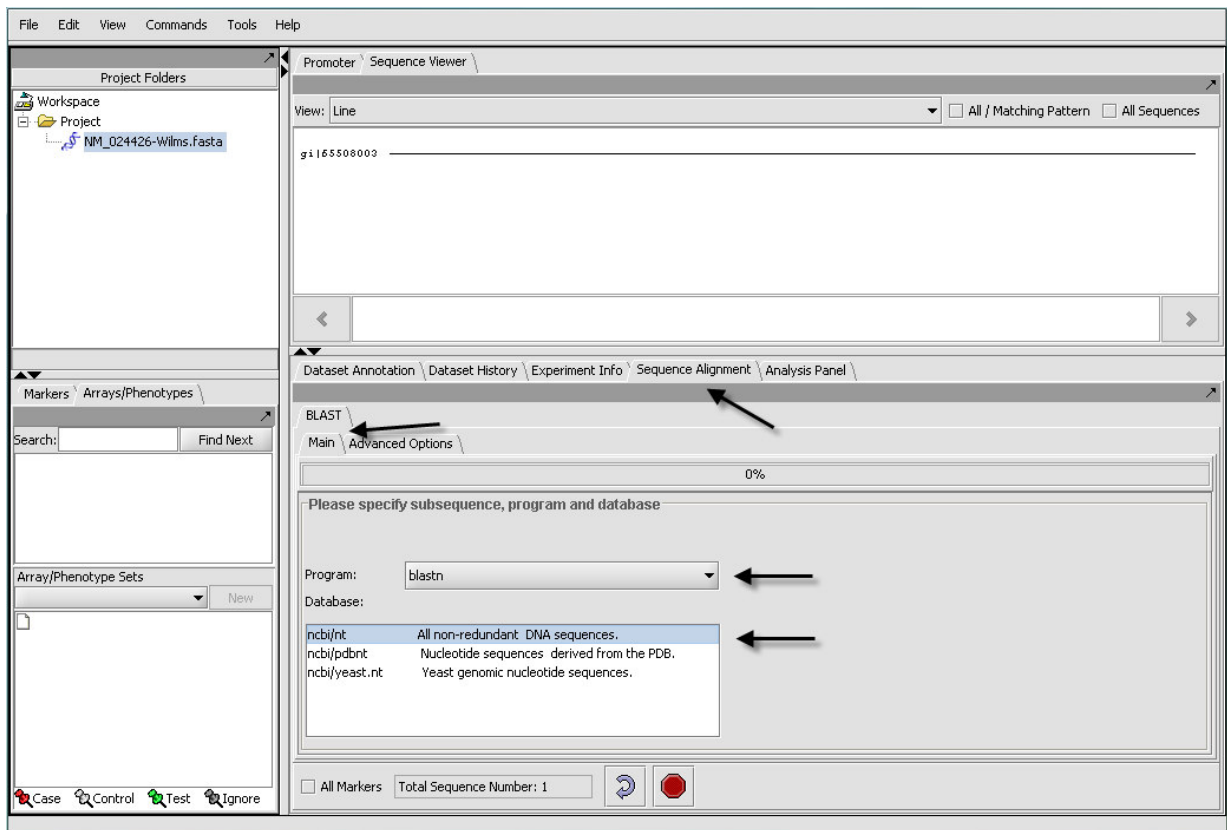 File Edit View Commands Tools Help
Project Folders
Workspace
Project
NM_024426-Wilms.fasta
Promoter Sequence Viewer
View: Line All / Matching Pattern All Sequences
gi|65508003
Markers Arrays/Phenotypes
Search: Find Next
Array/Phenotype Sets
New
Case Control Test Ignore
Dataset Annotation Dataset History Experiment Info Sequence Alignment Analysis Panel
BLAST
Main Advanced Options
0%
Please specify subsequence, program and database
Program: blastn
Database:
ncbi/nt All non-redundant DNA sequences.
ncbi/pdbnt Nucleotide sequences derived from the PDB.
ncbi/yeast.nt Yeast genomic nucleotide sequences.
All Markers Total Sequence Number: 1